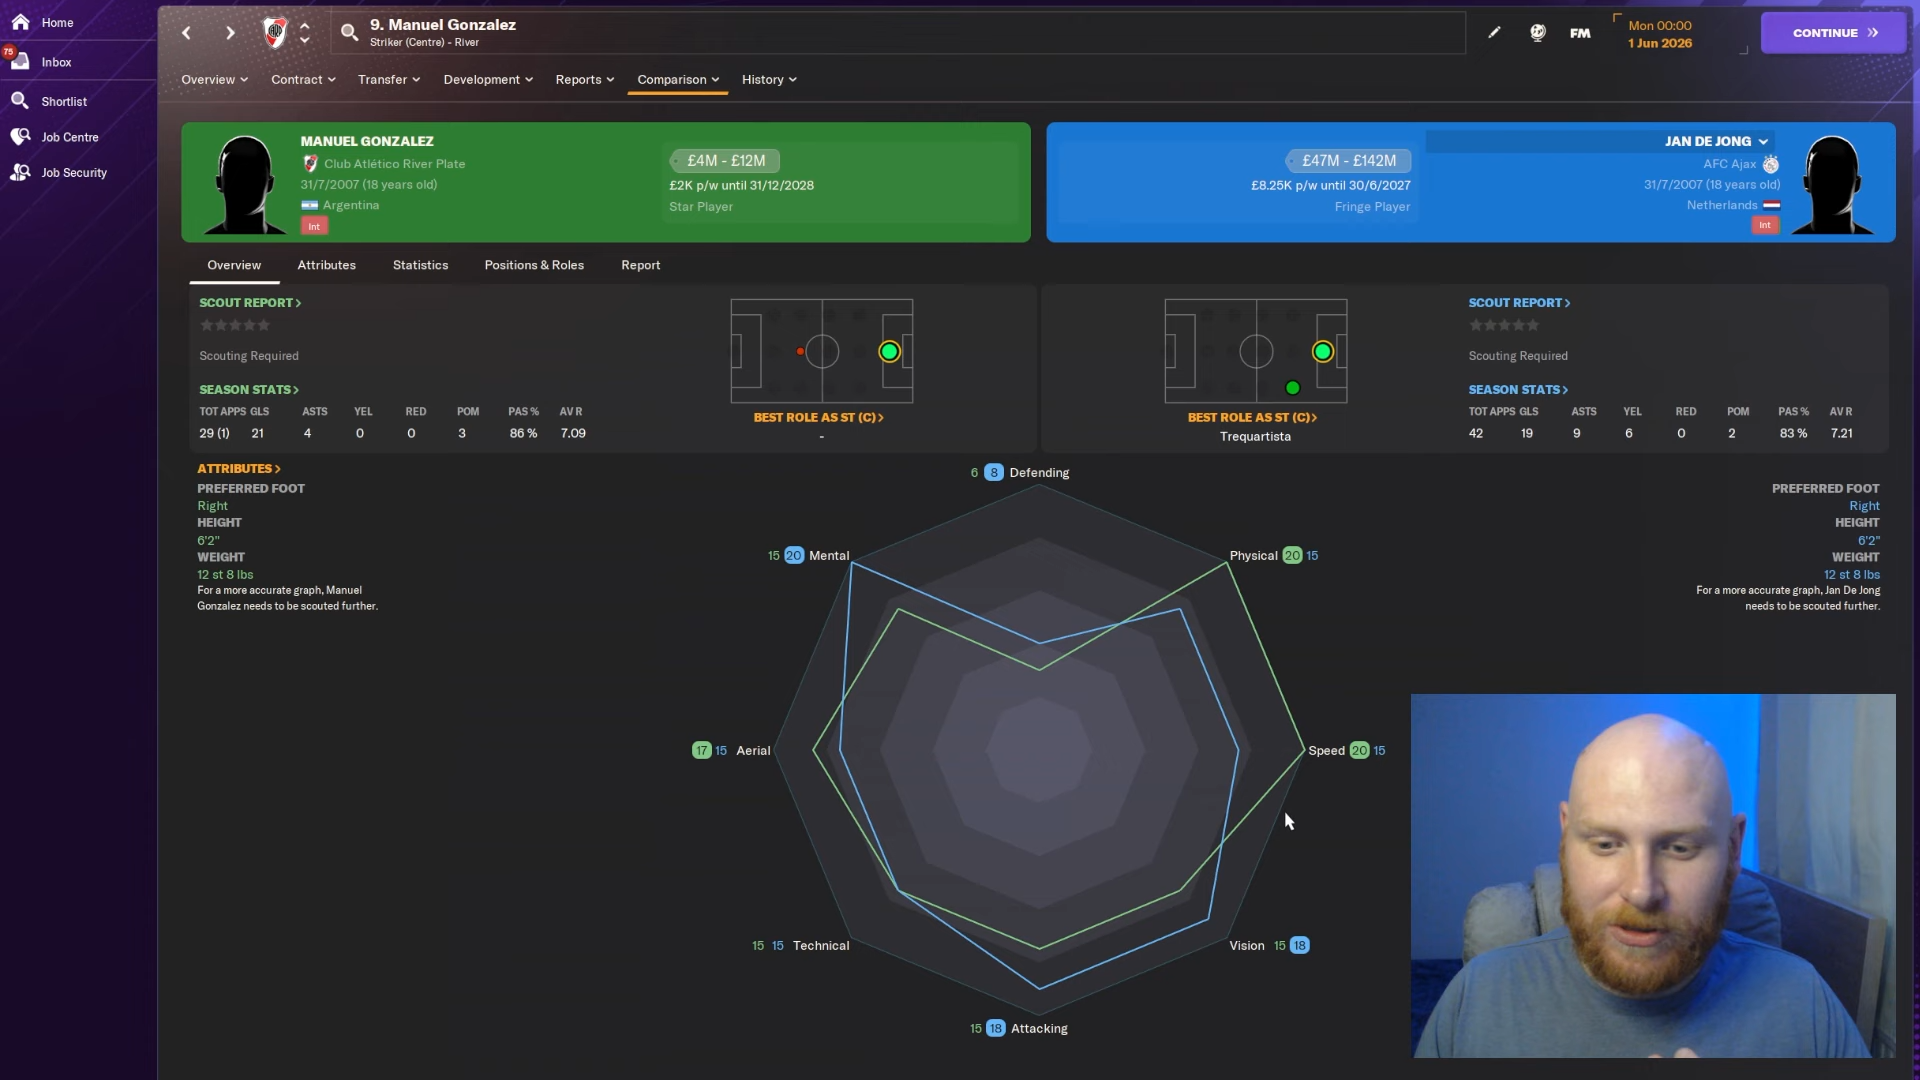 Home
75
Inbox
Shortlist
Job Centre
Job Security
9. Manuel Gonzalez
Striker (Centre) - River
FM
Mon 00:00
1 Jun 2026
CONTINUE
Overview
Contract
Transfer
Development
Reports
Comparison
History
MANUEL GONZALEZ
Club Atlético River Plate
31/7/2007 (18 years old)
Argentina
Int
£4M - £12M
£2K p/w until 31/12/2028
Star Player
£47M - £142M
£8.25K p/w until 30/6/2027
Fringe Player
JAN DE JONG
AFC Ajax
31/7/2007 (18 years old)
Netherlands
Int
Overview
Attributes
Statistics
Positions & Roles
Report
SCOUT REPORT
Scouting Required
SEASON STATS
TOT APPS GLS ASTS YEL RED POM PAS % AV R
29 (1) 21 4 0 0 3 86 % 7.09
BEST ROLE AS ST (C)
-
BEST ROLE AS ST (C)
Trequartista
SCOUT REPORT
Scouting Required
SEASON STATS
TOT APPS GLS ASTS YEL RED POM PAS % AV R
42 19 9 6 0 2 83 % 7.21
ATTRIBUTES
PREFERRED FOOT
Right
HEIGHT
6'2"
WEIGHT
12 st 8 lbs
For a more accurate graph, Manuel
Gonzalez needs to be scouted further.
6 8 Defending
15 20 Mental
Physical 20 15
17 15 Aerial
Speed 20 15
15 15 Technical
Vision 15 18
15 18 Attacking
PREFERRED FOOT
Right
HEIGHT
6'2"
WEIGHT
12 st 8 lbs
For a more accurate graph, Jan De Jong
needs to be scouted further.